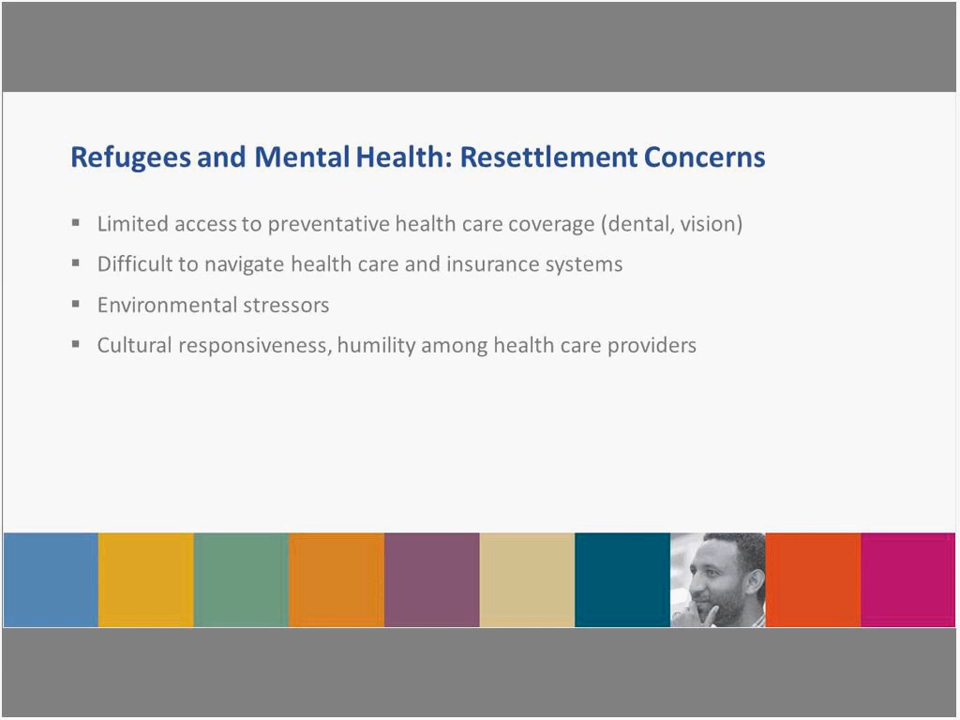 Refugees and Mental Health: Resettlement Concerns
▪ Limited access to preventative health care coverage (dental, vision)
▪ Difficult to navigate health care and insurance systems
▪ Environmental stressors
▪ Cultural responsiveness, humility among health care providers